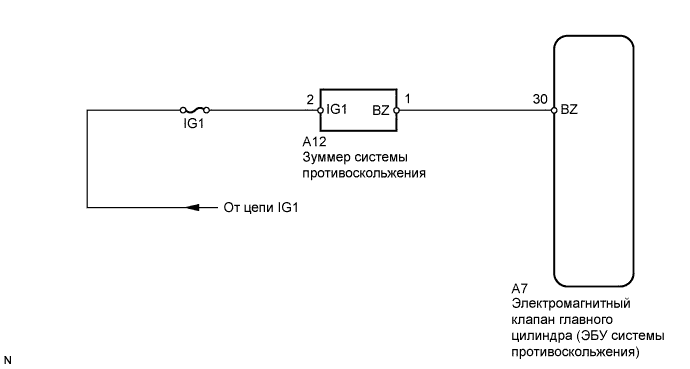 2
IG1
BZ
1
30
BZ
IG1
A12
Зуммер системы
противоскольжения
От цепи IG1
A7
Электромагнитный
клапан главного
цилиндра (ЭБУ системы
противоскольжения)
N